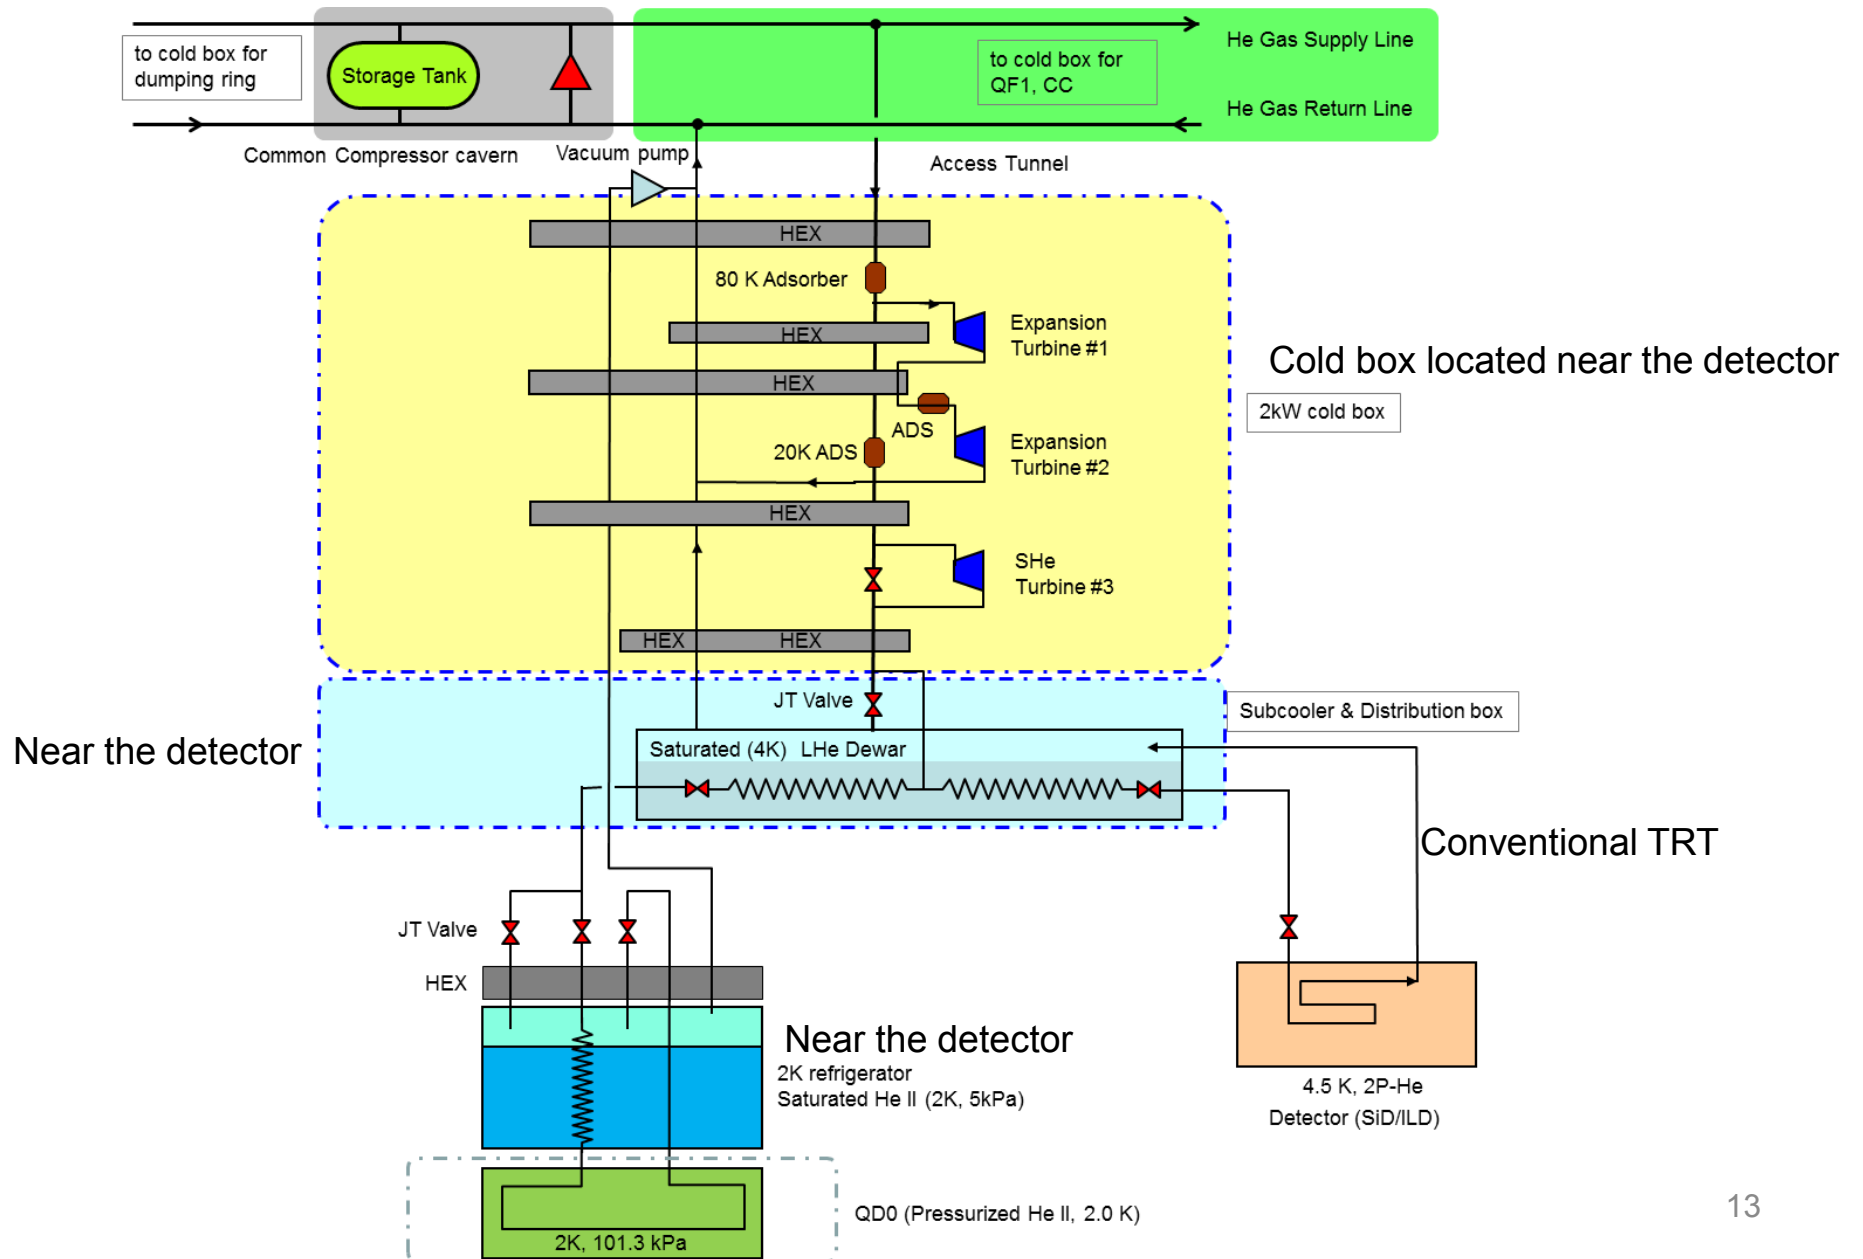 to cold box for
dumping ring
Storage Tank
to cold box for
QF1, CC
He Gas Supply Line
He Gas Return Line
Common Compressor cavern
Vacuum pump
Access Tunnel
HEX
80 K Adsorber
HEX
Expansion
Turbine #1
Cold box located near the detector
HEX
2kW cold box
ADS
20K ADS
Expansion
Turbine #2
HEX
SHe
Turbine #3
HEX
HEX
JT Valve
Subcooler & Distribution box
Near the detector
Saturated (4K) LHe Dewar
Conventional TRT
JT Valve
HEX
Near the detector
2K refrigerator
Saturated He II (2K, 5kPa)
4.5 K, 2P-He
Detector (SiD/ILD)
QD0 (Pressurized He II, 2.0 K)
2K, 101.3 kPa
13